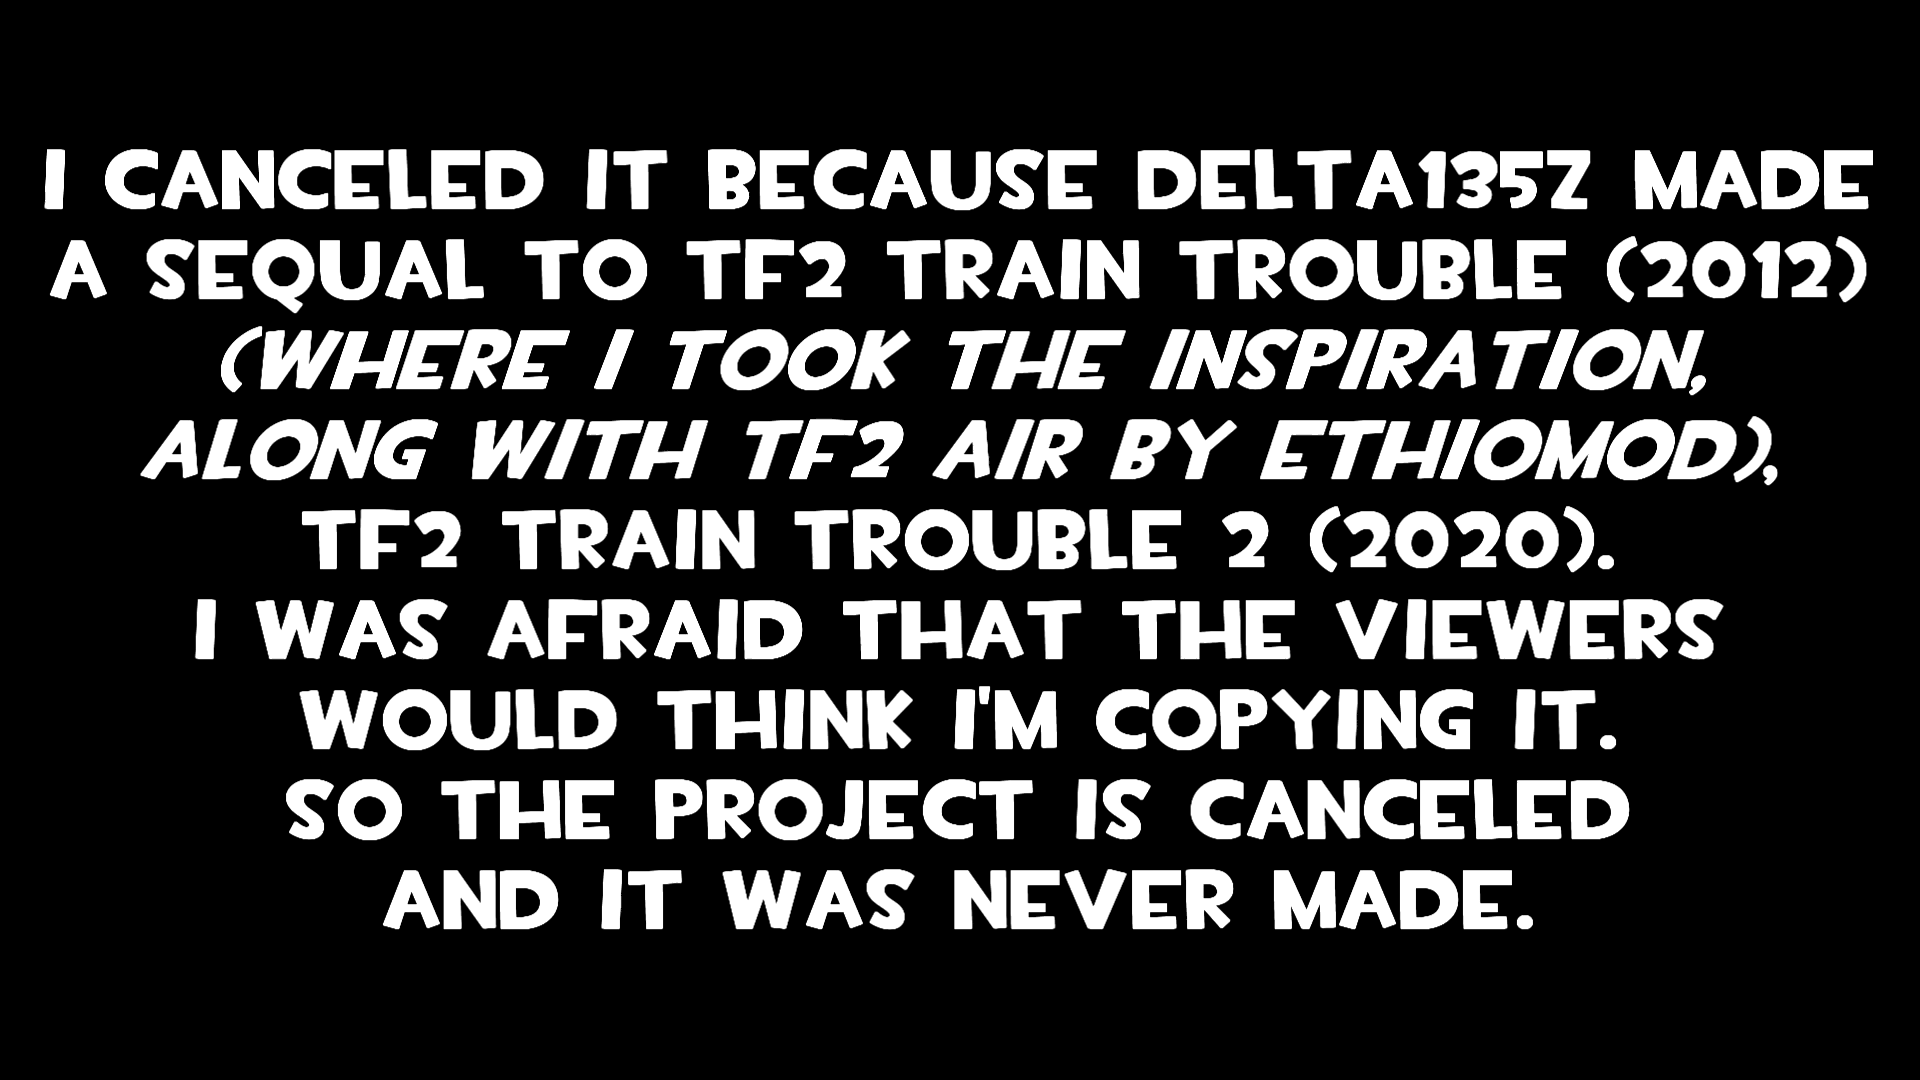 I CANCELED IT BECAUSE DELTA135Z MADE
A SEQUAL TO TF2 TRAIN TROUBLE (2012)
(WHERE I TOOK THE INSPIRATION,
ALONG WITH TF2 AIR BY ETHIOMOD),
TF2 TRAIN TROUBLE 2 (2020).
I WAS AFRAID THAT THE VIEWERS
WOULD THINK I'M COPYING IT.
SO THE PROJECT IS CANCELED
AND IT WAS NEVER MADE.